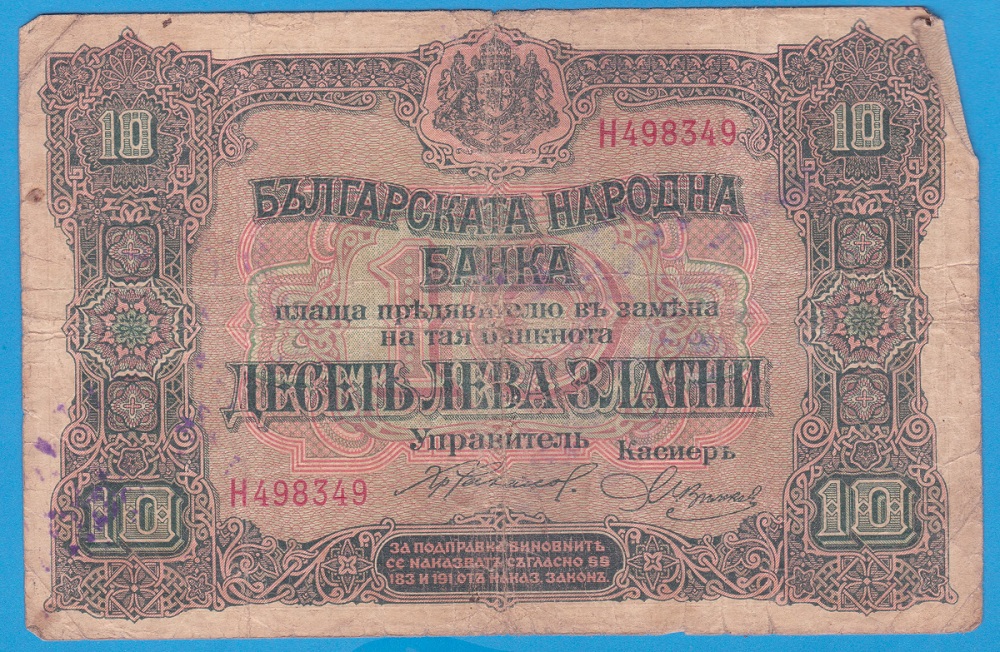 10 10
Н498349
БЪЛГАРСКАТА НАРОДНА
БАНКА
плаща прѣдявителю въ замѣна
на тая банкнота
ДЕСЕТЬ ЛЕВА ЗЛАТНИ
Управитель Касиеръ
Н498349
10 10
ЗА ПОДПРАВКА ВИНОВНИТѢ
СЕ НАКАЗВАТЪ СЪГЛАСНО §§
183 И 191 ОТЪ НАКАЗ. ЗАКОНЪ.